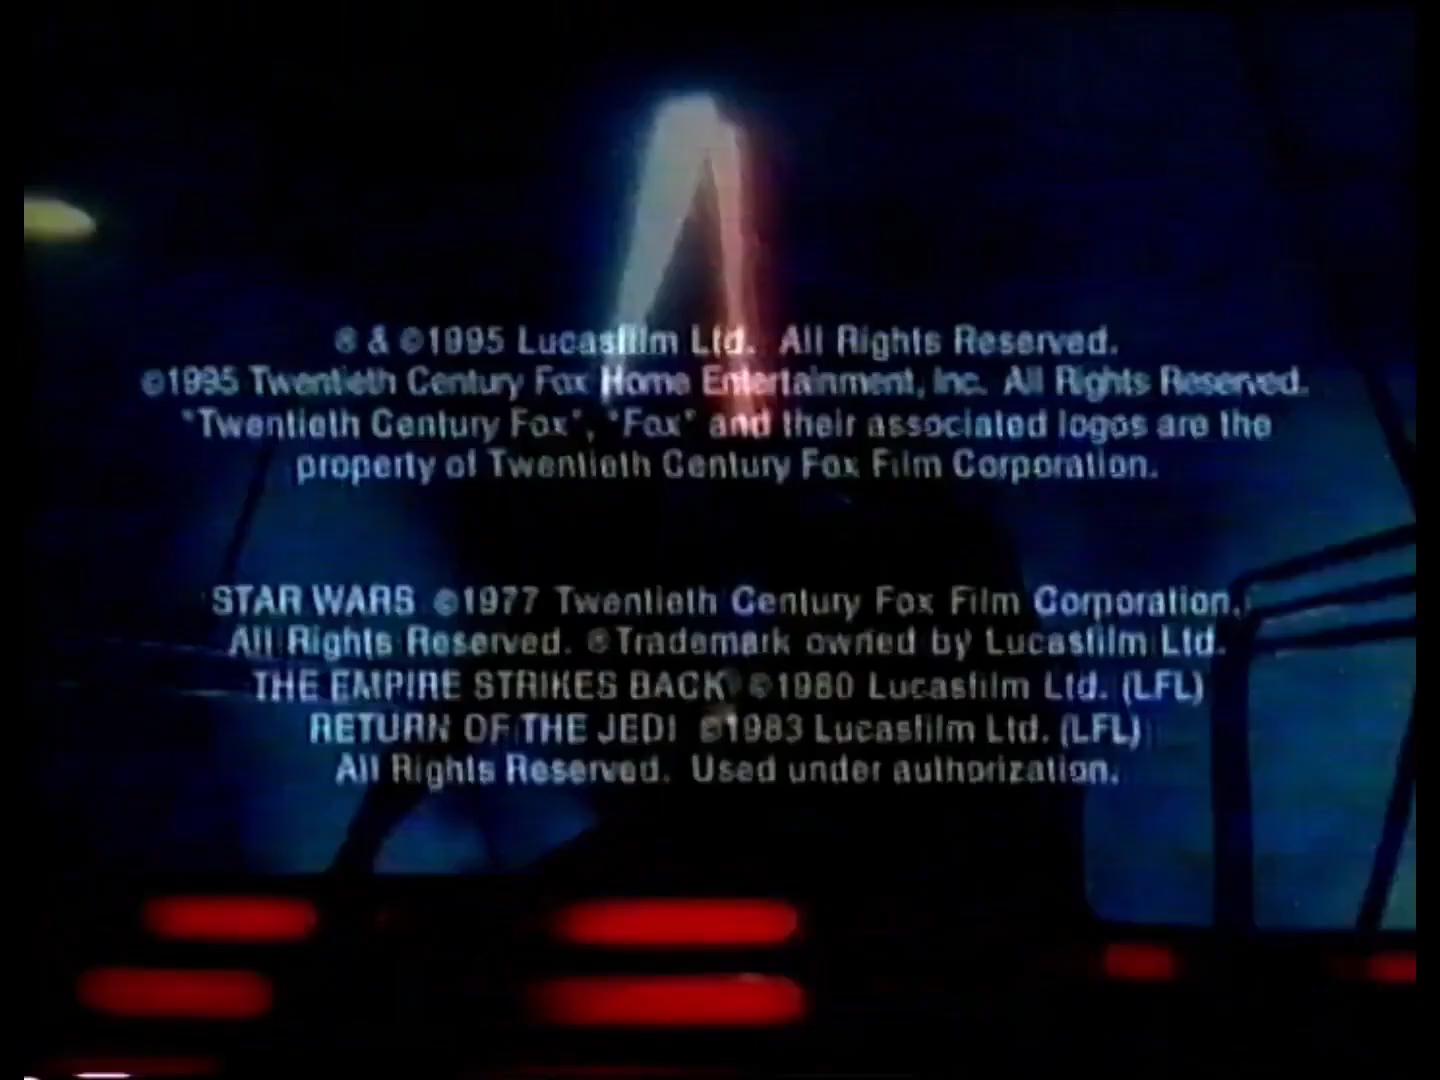 ® & ©1995 Lucasfilm Ltd. All Rights Reserved.
©1995 Twentieth Century Fox Home Entertainment, Inc. All Rights Reserved.
"Twentieth Century Fox", "Fox" and their associated logos are the
property of Twentieth Century Fox Film Corporation.
STAR WARS ©1977 Twentieth Century Fox Film Corporation.
All Rights Reserved. ®Trademark owned by Lucasfilm Ltd.
THE EMPIRE STRIKES BACK ©1980 Lucasfilm Ltd. (LFL)
RETURN OF THE JEDI ©1983 Lucasfilm Ltd. (LFL)
All Rights Reserved. Used under authorization.